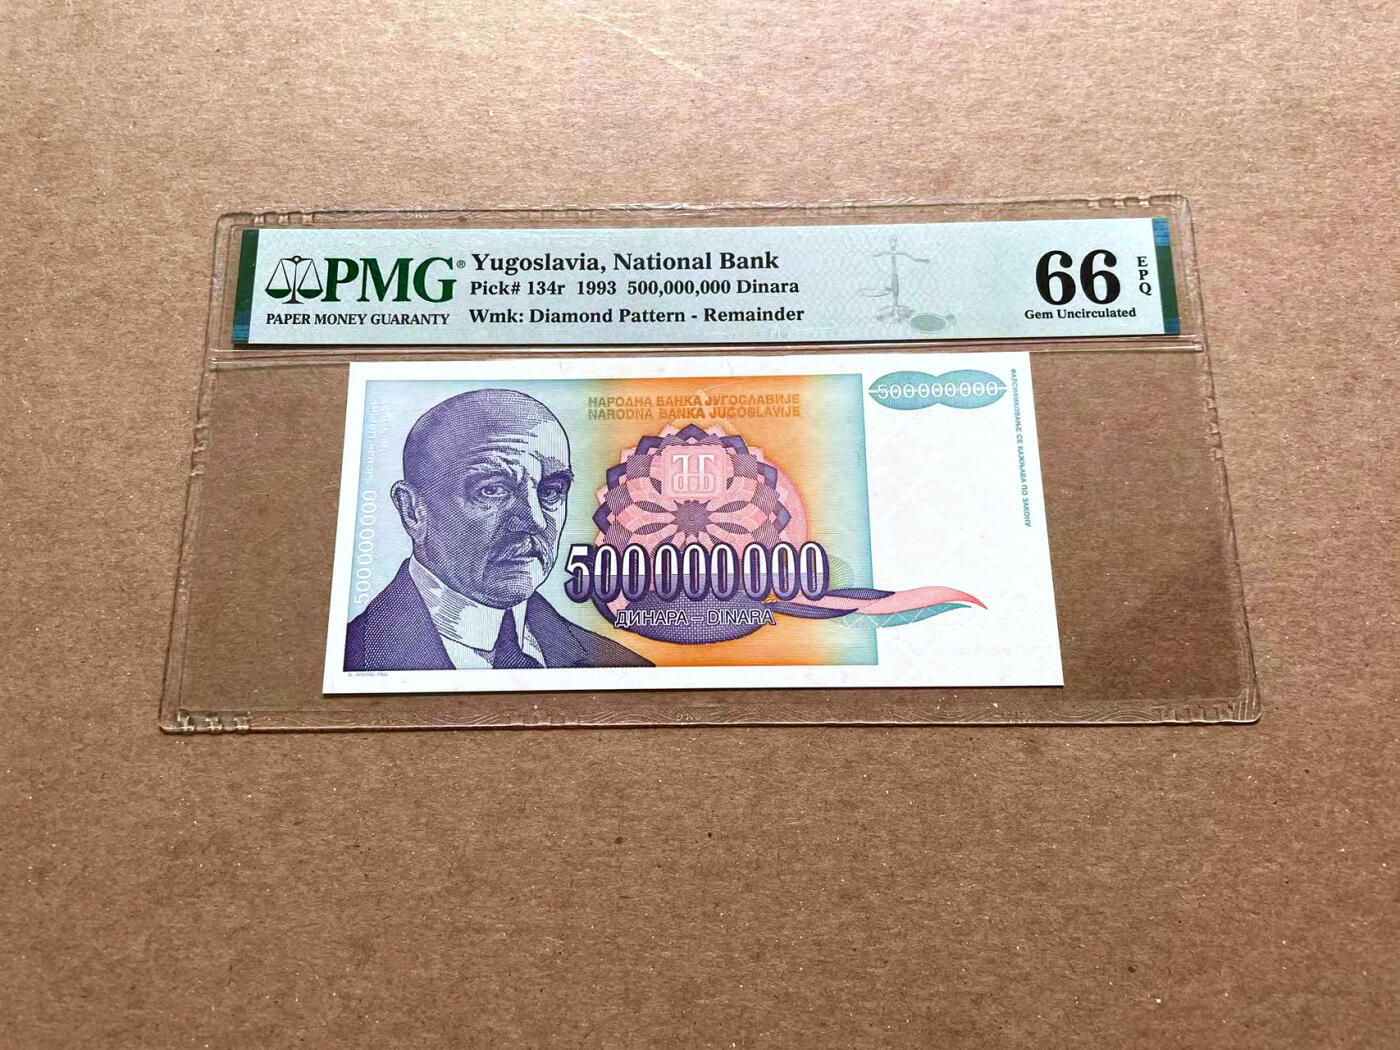 PMG®
PAPER MONEY GUARANTY
Yugoslavia, National Bank
Pick# 134r 1993 500,000,000 Dinara
Wmk: Diamond Pattern - Remainder
66
EPQ
Gem Uncirculated
НАРОДНА БАНКА ЈУГОСЛАВИЈЕ
NARODNA BANKA JUGOSLAVIJE
500000000
ФАЛСИФИКОВАЊЕ СЕ КАЖЊАВА ПО ЗАКОНУ
Јован Цвијић
500000000
500000000
ДИНАРА – DINARA